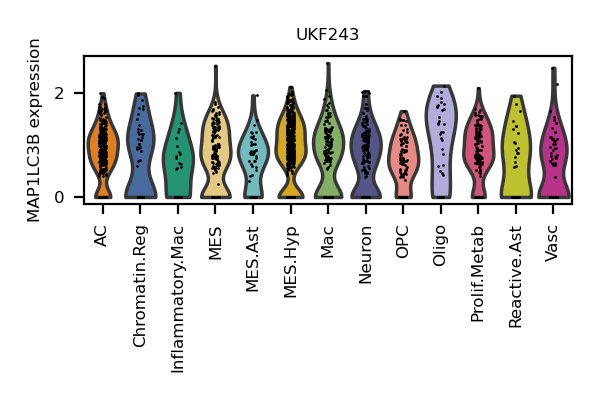 UKF243
MAP1LC3B expression
2
0
AC
Chromatin.Reg
Inflammatory.Mac
MES
MES.Ast
MES.Hyp
Mac
Neuron
OPC
Oligo
Prolif.Metab
Reactive.Ast
Vasc